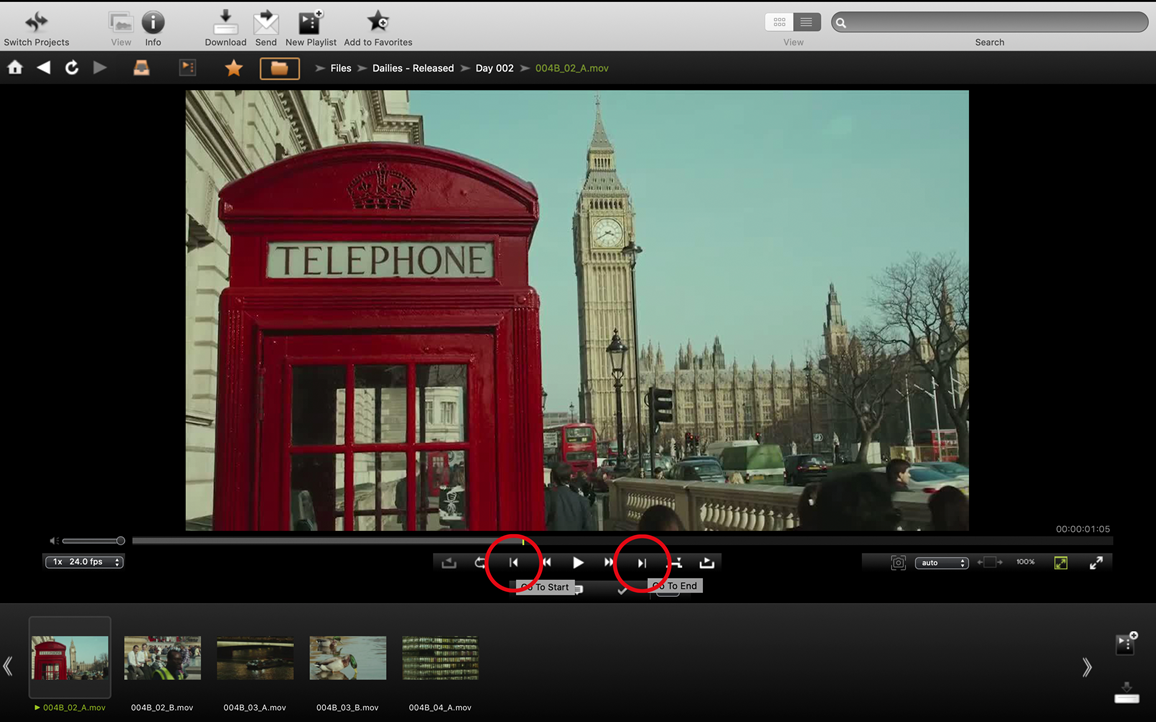 Switch Projects
View
Info
Download
Send
New Playlist
Add to Favorites
View
Search
Files
Dailies - Released
Day 002
004B_02_A.mov
TELEPHONE
00:00:01:05
1x 24.0 fps
auto
100%
Go To Start
Go To End
004B_02_A.mov
004B_02_B.mov
004B_03_A.mov
004B_03_B.mov
004B_04_A.mov